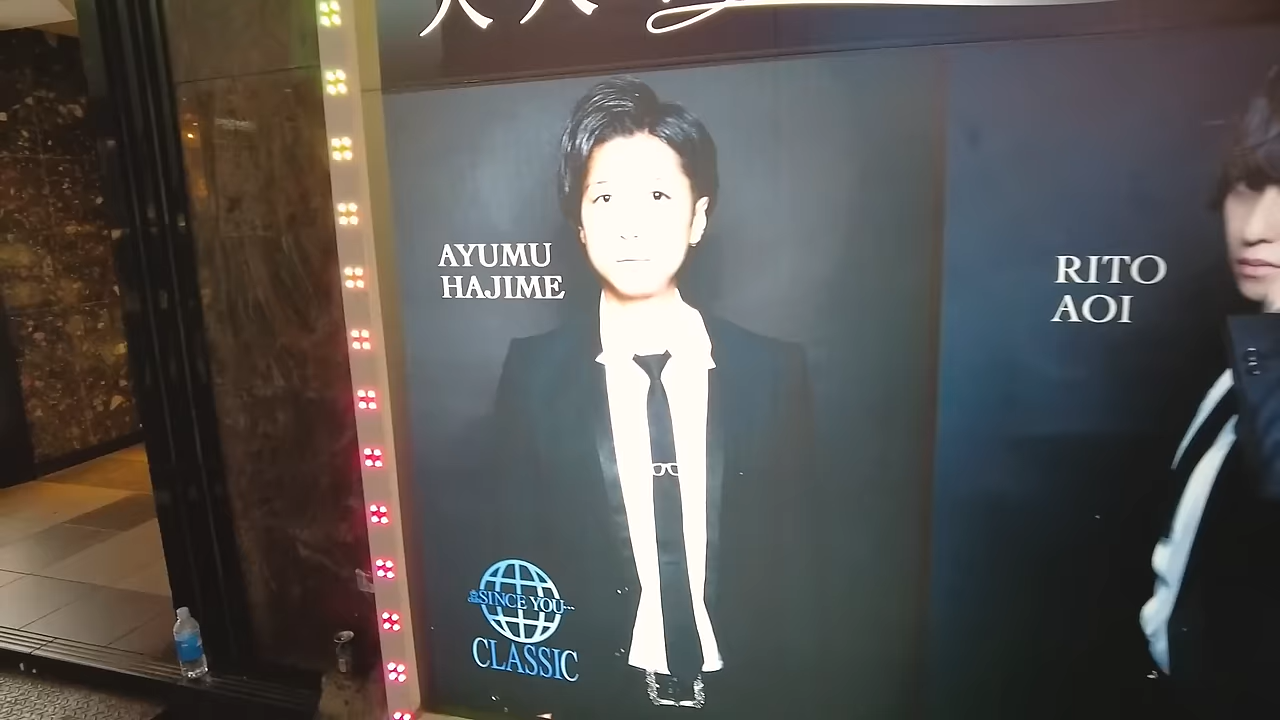 AYUMU
HAJIME
RITO
AOI
SINCE YOU...
CLASSIC